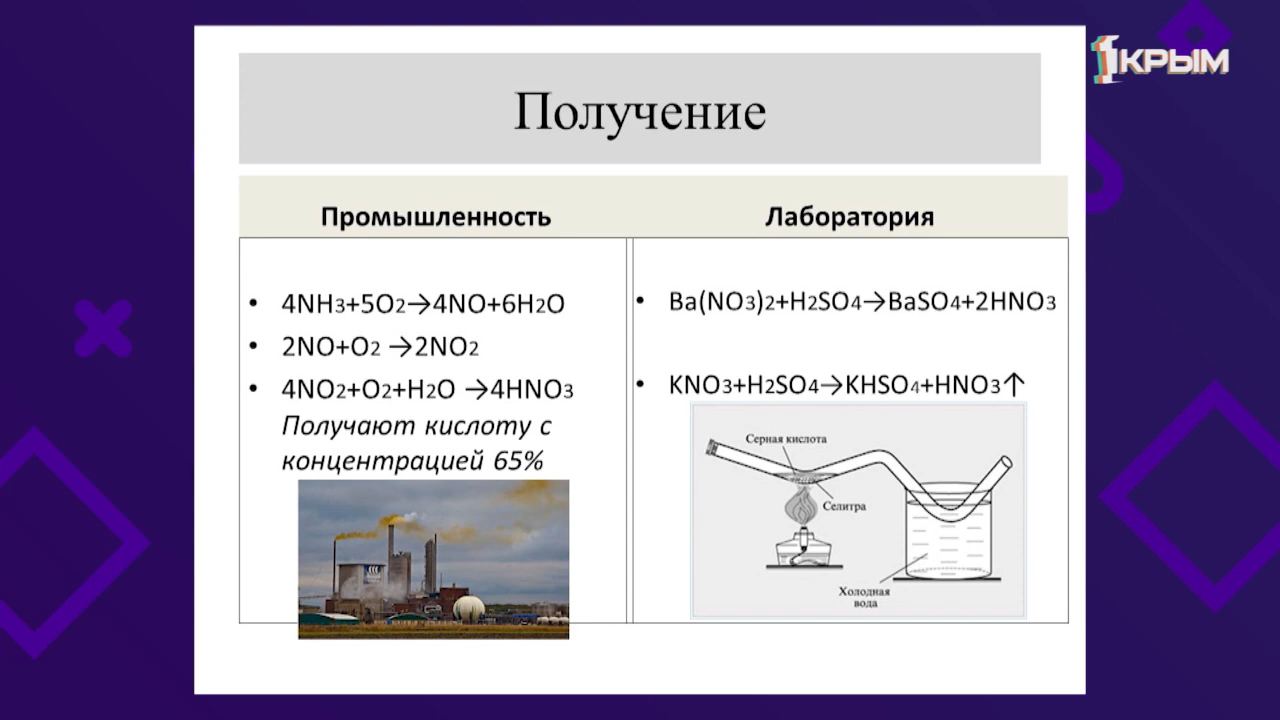 1КРЫМ
Получение
Промышленность
Лаборатория
• 4NH3+5O2→4NO+6H2O
• 2NO+O2 →2NO2
• 4NO2+O2+H2O →4HNO3
Получают кислоту с
концентрацией 65%
• Ba(NO3)2+H2SO4→BaSO4+2HNO3
• KNO3+H2SO4→KHSO4+HNO3↑
Серная кислота
Селитра
Холодная
вода